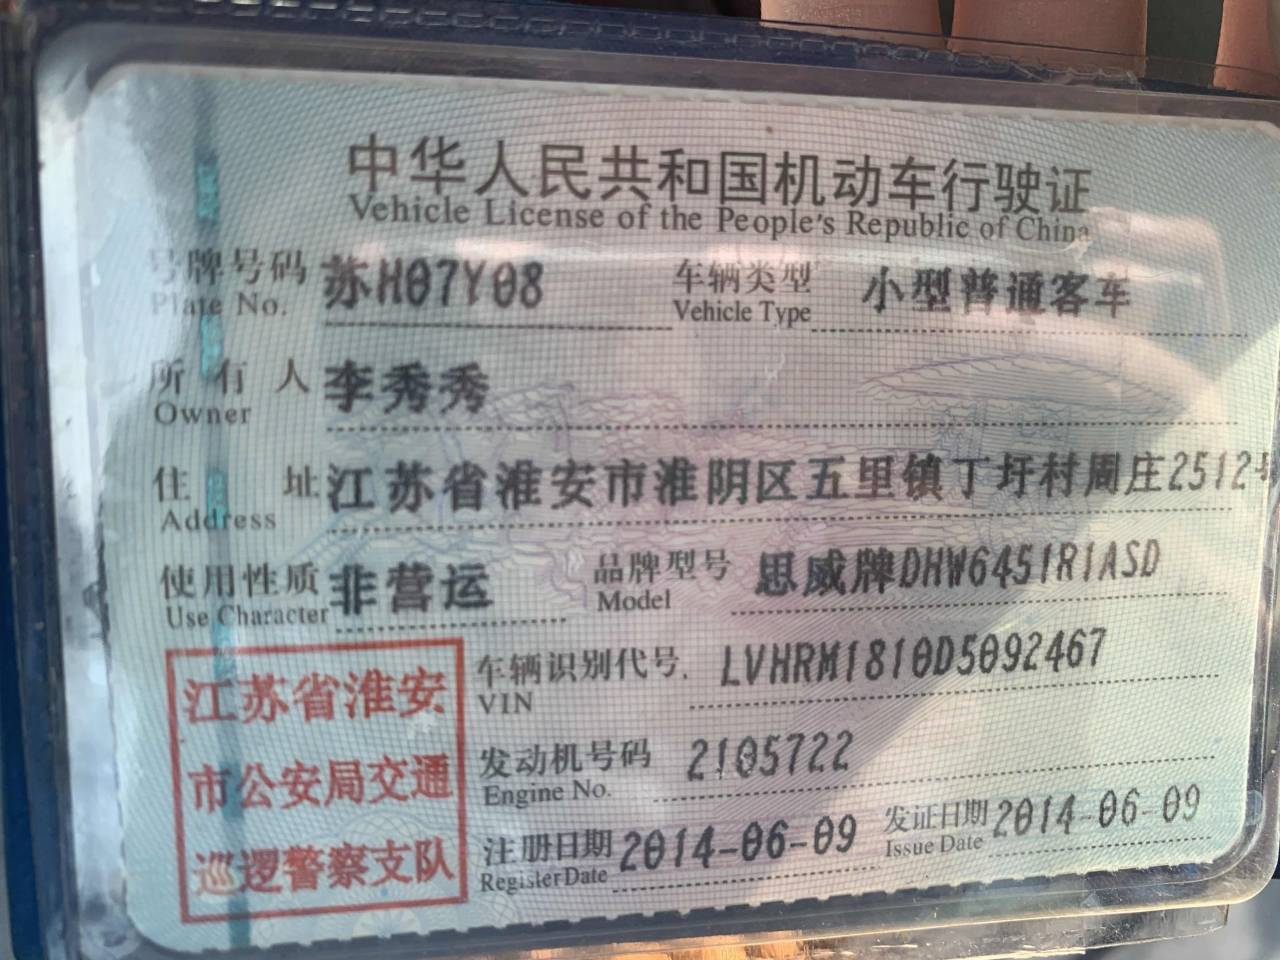 中华人民共和国机动车行驶证
Vehicle License of the People's Republic of China
号牌号码 苏H07Y08 车辆类型 小型普通客车
Plate No. Vehicle Type
所有人 李秀秀
Owner
住址 江苏省淮安市淮阴区五里镇丁圩村周庄2512号
Address
使用性质 非营运 品牌型号 思威牌DHW6451R1ASD
Use Character Model
江苏省淮安
市公安局交通
巡逻警察支队
车辆识别代号 LVHRM1810D5092467
VIN
发动机号码 2105722
Engine No.
注册日期 2014-06-09 发证日期 2014-06-09
Register Date Issue Date